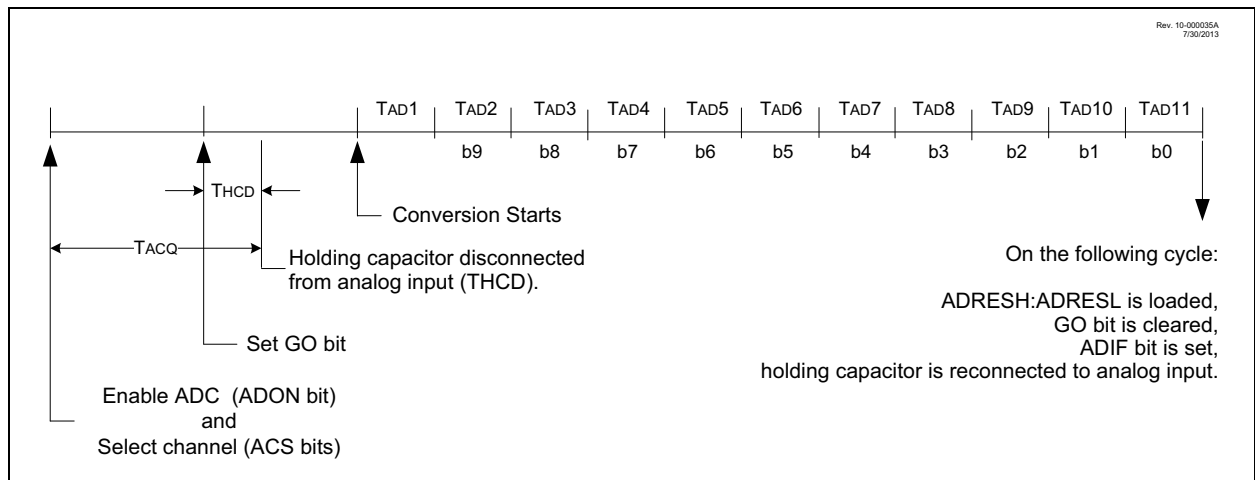 Rev. 10-000035A
7/30/2013
TAD1 TAD2 TAD3 TAD4 TAD5 TAD6 TAD7 TAD8 TAD9 TAD10 TAD11
b9 b8 b7 b6 b5 b4 b3 b2 b1 b0
THCD
Conversion Starts
TACQ
Holding capacitor disconnected
from analog input (THCD).
Set GO bit
Enable ADC (ADON bit)
and
Select channel (ACS bits)
On the following cycle:
ADRESH:ADRESL is loaded,
GO bit is cleared,
ADIF bit is set,
holding capacitor is reconnected to analog input.